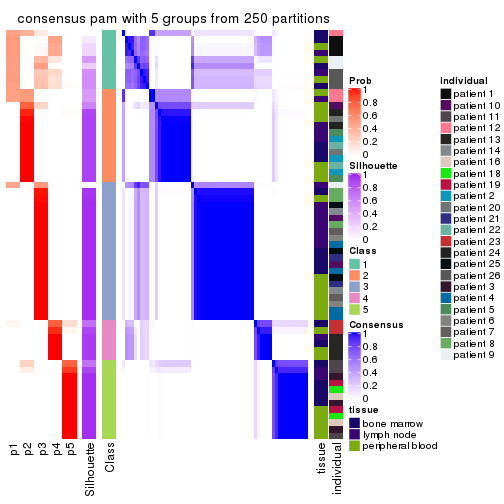 consensus pam with 5 groups from 250 partitions
p1
p2
p3
p4
p5
Silhouette
Class
tissue
individual
Prob
1
0.8
0.6
0.4
0.2
0
Silhouette
1
0.8
0.6
0.4
0.2
0
Class
1
2
3
4
5
Consensus
1
0.8
0.6
0.4
0.2
0
tissue
bone marrow
lymph node
peripheral blood
individual
patient 1
patient 10
patient 11
patient 12
patient 13
patient 14
patient 16
patient 18
patient 19
patient 2
patient 20
patient 21
patient 22
patient 23
patient 24
patient 25
patient 26
patient 3
patient 4
patient 5
patient 6
patient 7
patient 8
patient 9